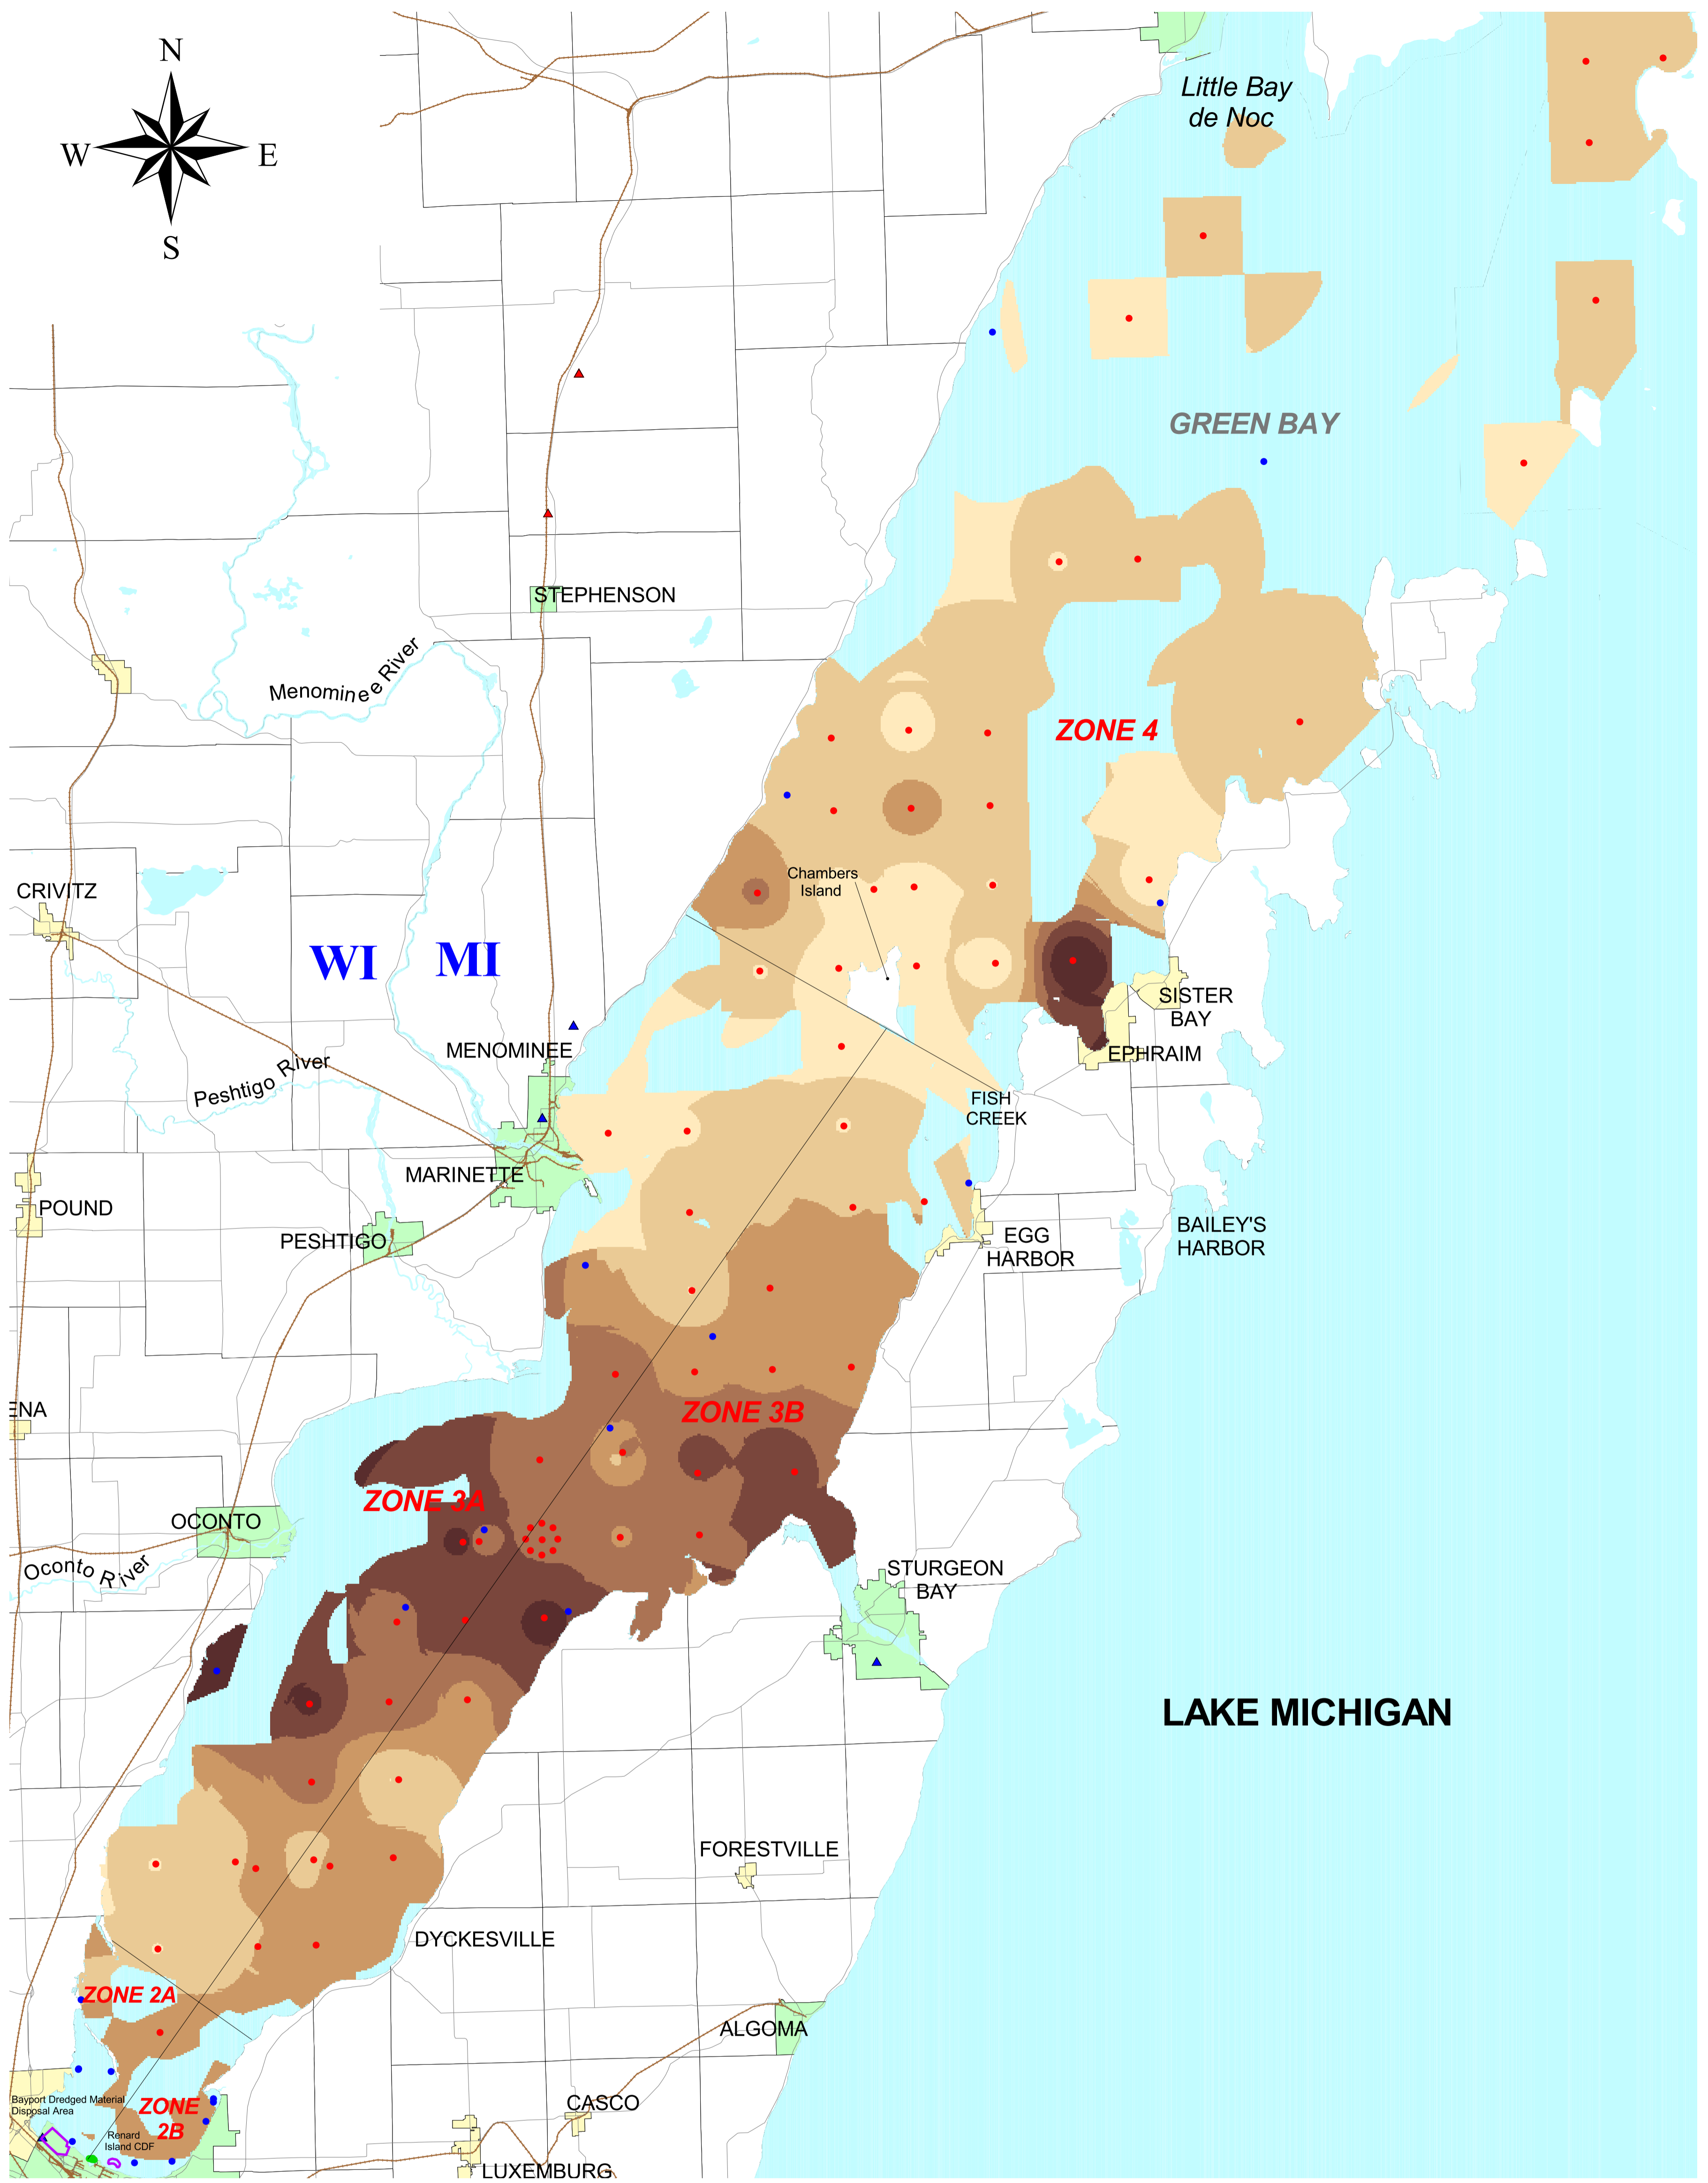 N
W E
S
Little Bay
de Noc
GREEN BAY
STEPHENSON
Menominee River
ZONE 4
Chambers
Island
CRIVITZ
WI MI
SISTER
BAY
MENOMINEE
EPHRAIM
Peshtigo River
FISH
CREEK
MARINETTE
POUND
PESHTIGO
BAILEY'S
HARBOR
EGG
HARBOR
ENA
ZONE 3B
ZONE 3A
OCONTO
Oconto River
STURGEON
BAY
LAKE MICHIGAN
FORESTVILLE
DYCKESVILLE
ZONE 2A
ALGOMA
Bayport Dredged Material
Disposal Area
ZONE
2B
CASCO
Renard
Island CDF
LUXEMBURG